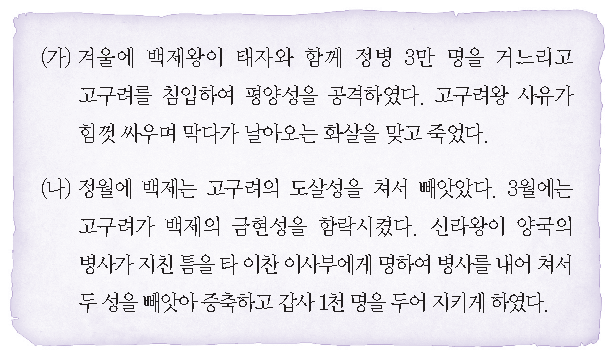 (가) 겨울에 백제왕이 태자와 함께 정병 3만 명을 거느리고
고구려를 침입하여 평양성을 공격하였다. 고구려왕 사유가
힘껏 싸우며 막다가 날아오는 화살을 맞고 죽었다.
(나) 정월에 백제는 고구려의 도살성을 쳐서 빼앗았다. 3월에는
고구려가 백제의 금현성을 함락시켰다. 신라왕이 양국의
병사가 지친 틈을 타 이찬 이사부에게 명하여 병사를 내어 쳐서
두 성을 빼앗아 증축하고 갑사 1천 명을 두어 지키게 하였다.